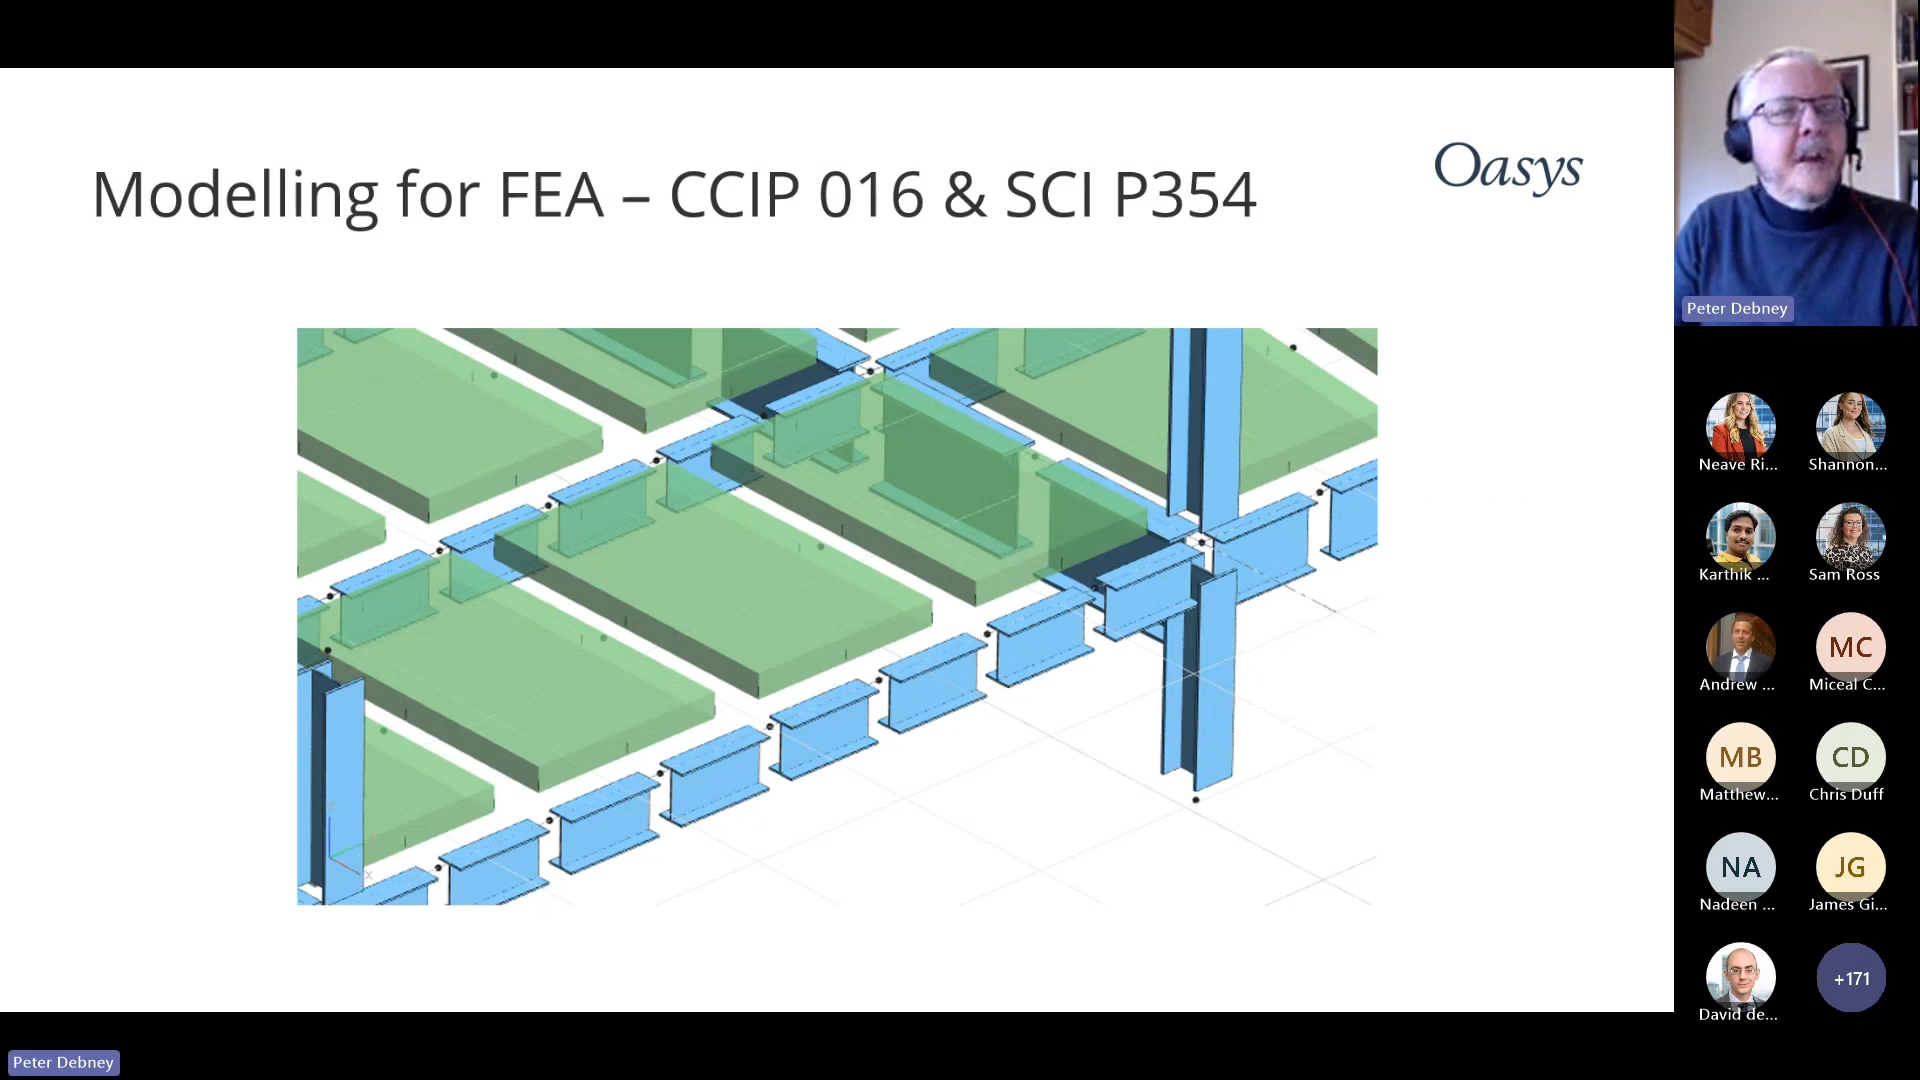 Modelling for FEA – CCIP 016 & SCI P354
Oasys
x
Peter Debney
Neave Ri...
Shannon...
Karthik ...
Sam Ross
Andrew ...
MC
Miceal C...
MB
Matthew...
CD
Chris Duff
NA
Nadeen ...
JG
James Gi...
David de...
+171
Peter Debney